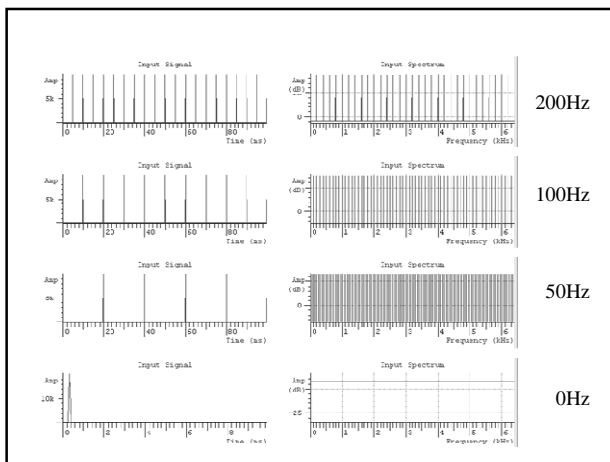 Input Signal
Input Spectrum
Amp
5k
0 20 40 60 80
Time (ms)
Amp
(dB)
0
0 1 2 3 4 5 6
Frequency (kHz)
200Hz
Input Signal
Input Spectrum
Amp
5k
0 20 40 60 80
Time (ms)
Amp
(dB)
0
0 1 2 3 4 5 6
Frequency (kHz)
100Hz
Input Signal
Input Spectrum
Amp
0 20 40 60 80
Time (ms)
Amp
(dB)
0
0 1 2 3 4 5 6
Frequency (kHz)
50Hz
Input Signal
Input Spectrum
Amp
10k
0 2 4 6 8
Time (ms)
Amp
(dB)
0 1 2 3 4 5 6
Frequency (kHz)
0Hz